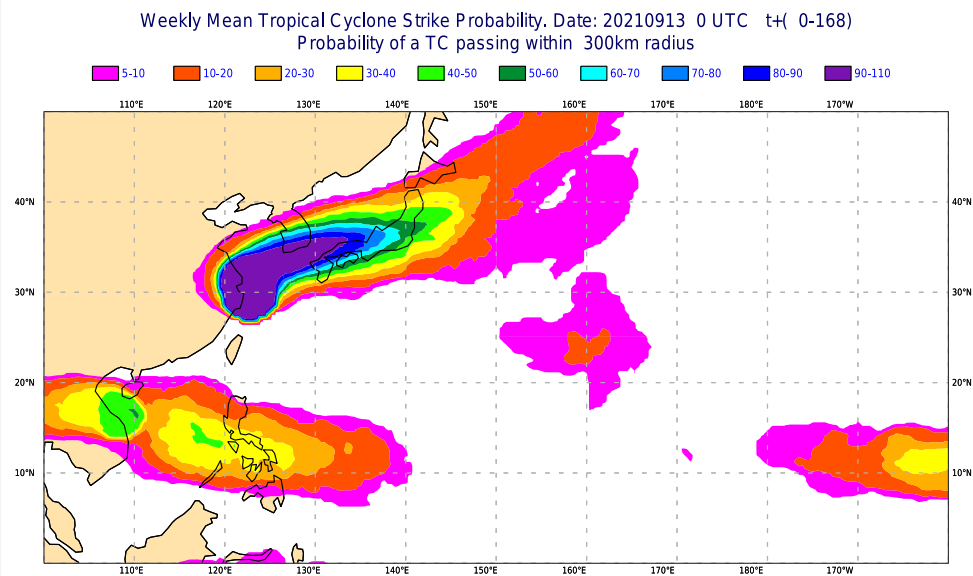 Weekly Mean Tropical Cyclone Strike Probability. Date: 20210913 0 UTC t+( 0-168)
Probability of a TC passing within 300km radius
5-10 10-20 20-30 30-40 40-50 50-60 60-70 70-80 80-90 90-110
110°E 120°E 130°E 140°E 150°E 160°E 170°E 180°E 170°W
40°N 40°N
30°N 30°N
20°N 20°N
10°N 10°N
110°E 120°E 130°E 140°E 150°E 160°E 170°E 180°E 170°W